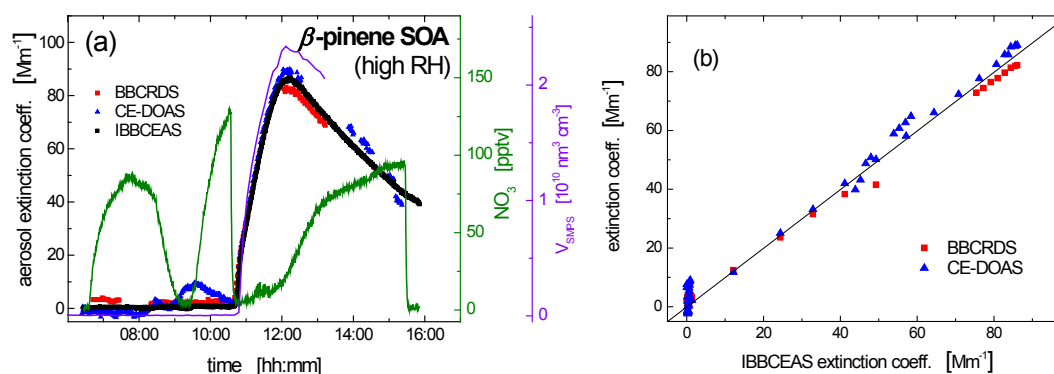 (a)
β-pinene SOA
(high RH)
BBCRDS
CE-DOAS
IBBCEAS
aerosol extinction coeff. [Mm⁻¹]
100
80
60
40
20
0
08:00 10:00 12:00 14:00 16:00
time [hh:mm]
150
100
50
0
NO₃ [pptv]
2
1
0
V_SMPS [10¹⁰ nm³ cm⁻³]
(b)
extinction coeff. [Mm⁻¹]
80
60
40
20
0
BBCRDS
CE-DOAS
0 20 40 60 80
IBBCEAS extinction coeff. [Mm⁻¹]